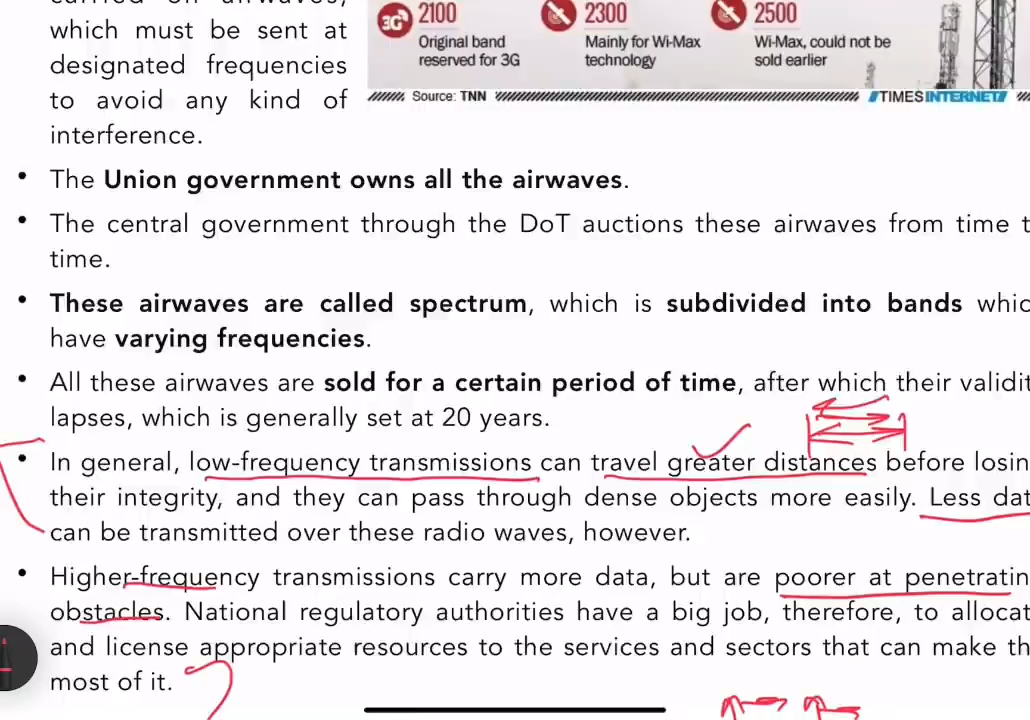 carried on airwaves,
which must be sent at
designated frequencies
to avoid any kind of
interference.
3G 2100
Original band
reserved for 3G
2300
Mainly for Wi-Max
technology
2500
Wi-Max, could not be
sold earlier
Source: TNN
TIMES INTERNET
• The Union government owns all the airwaves.
• The central government through the DoT auctions these airwaves from time t
time.
• These airwaves are called spectrum, which is subdivided into bands whic
have varying frequencies.
• All these airwaves are sold for a certain period of time, after which their validit
lapses, which is generally set at 20 years.
• In general, low-frequency transmissions can travel greater distances before losin
their integrity, and they can pass through dense objects more easily. Less dat
can be transmitted over these radio waves, however.
• Higher-frequency transmissions carry more data, but are poorer at penetratin
obstacles. National regulatory authorities have a big job, therefore, to allocat
and license appropriate resources to the services and sectors that can make th
most of it.